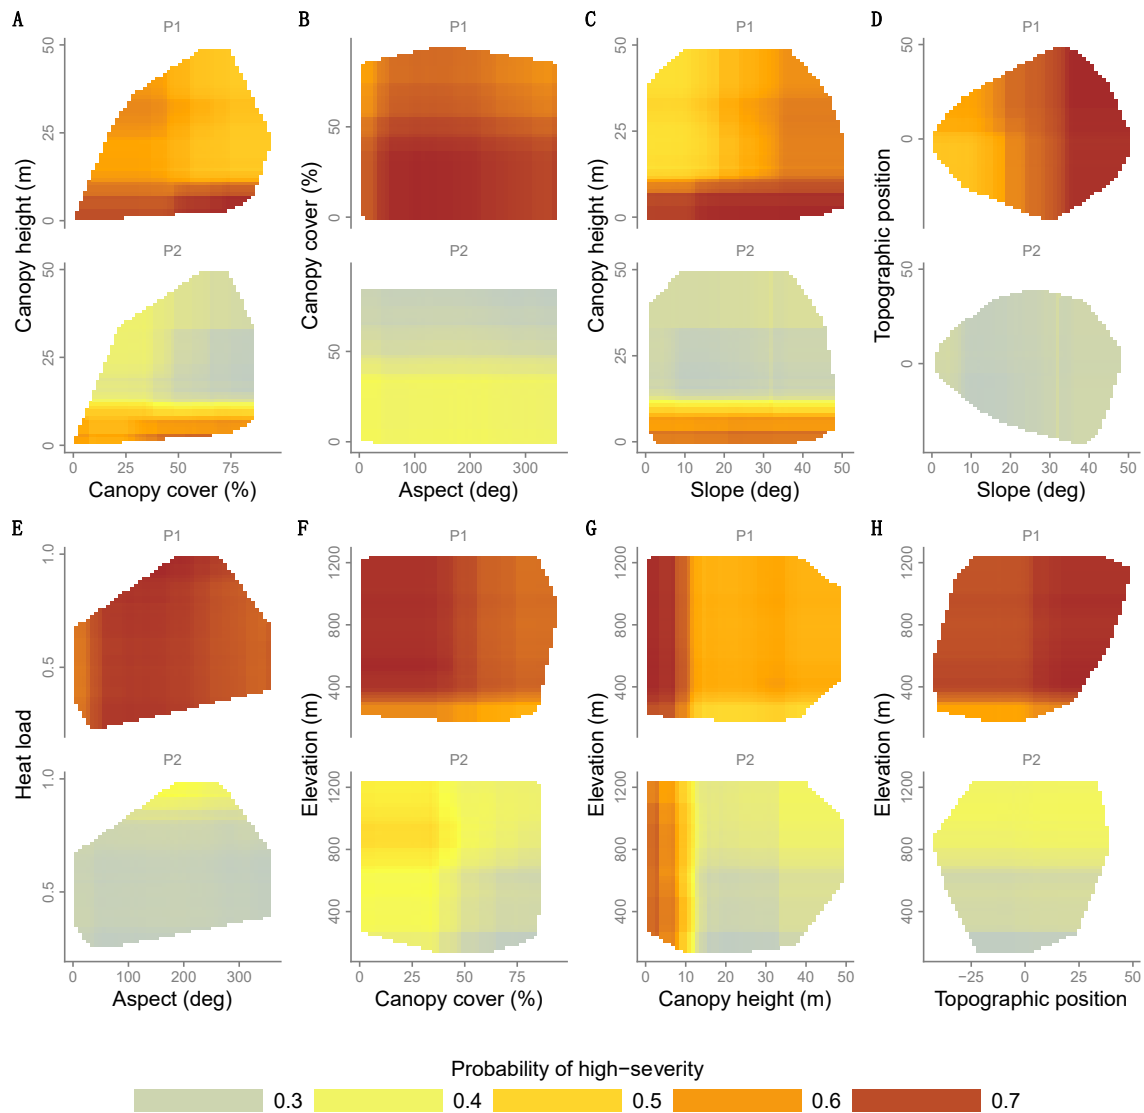 A B C D
P1 P1 P1 P1
50 50 50 50
25 25 0
0 0 0
P2 P2 P2 P2
50 50 50
25 50 25 0
0 0 0
Canopy height (m) Canopy cover (%) Canopy height (m) Topographic position
0 25 50 75 0 100 200 300 0 10 20 30 40 50 0 10 20 30 40 50
Canopy cover (%) Aspect (deg) Slope (deg) Slope (deg)
E F G H
P1 P1 P1 P1
1.0 1200 1200 1200
0.5 800 800 800
400 400 400
P2 P2 P2 P2
1.0 1200 1200 1200
0.5 800 800 800
400 400 400
Heat load Elevation (m) Elevation (m) Elevation (m)
0 100 200 300 0 25 50 75 0 10 20 30 40 50 −25 0 25 50
Aspect (deg) Canopy cover (%) Canopy height (m) Topographic position
Probability of high−severity
0.3 0.4 0.5 0.6 0.7